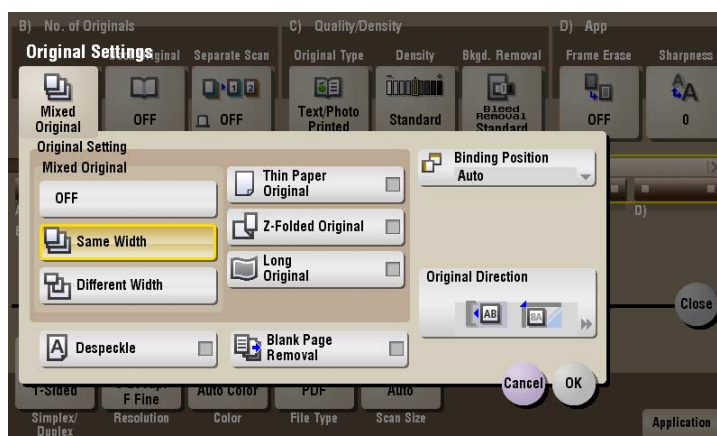 B) No. of Originals
C) Quality/Density
D) App
Original Settings
Separate Scan
Original Type
Density
Bkgd. Removal
Frame Erase
Sharpness
Mixed
Original
OFF
OFF
Text/Photo
Printed
Standard
Bleed
Removal
Standard
OFF
0
Original Setting
Mixed Original
OFF
Same Width
Different Width
Thin Paper
Original
Z-Folded Original
Long
Original
Binding Position
Auto
Original Direction
AB
AB
D)
Close
Despeckle
Blank Page
Removal
Cancel
OK
1-Sided
F Fine
Auto Color
PDF
Auto
Simplex/
Duplex
Resolution
Color
File Type
Scan Size
Application